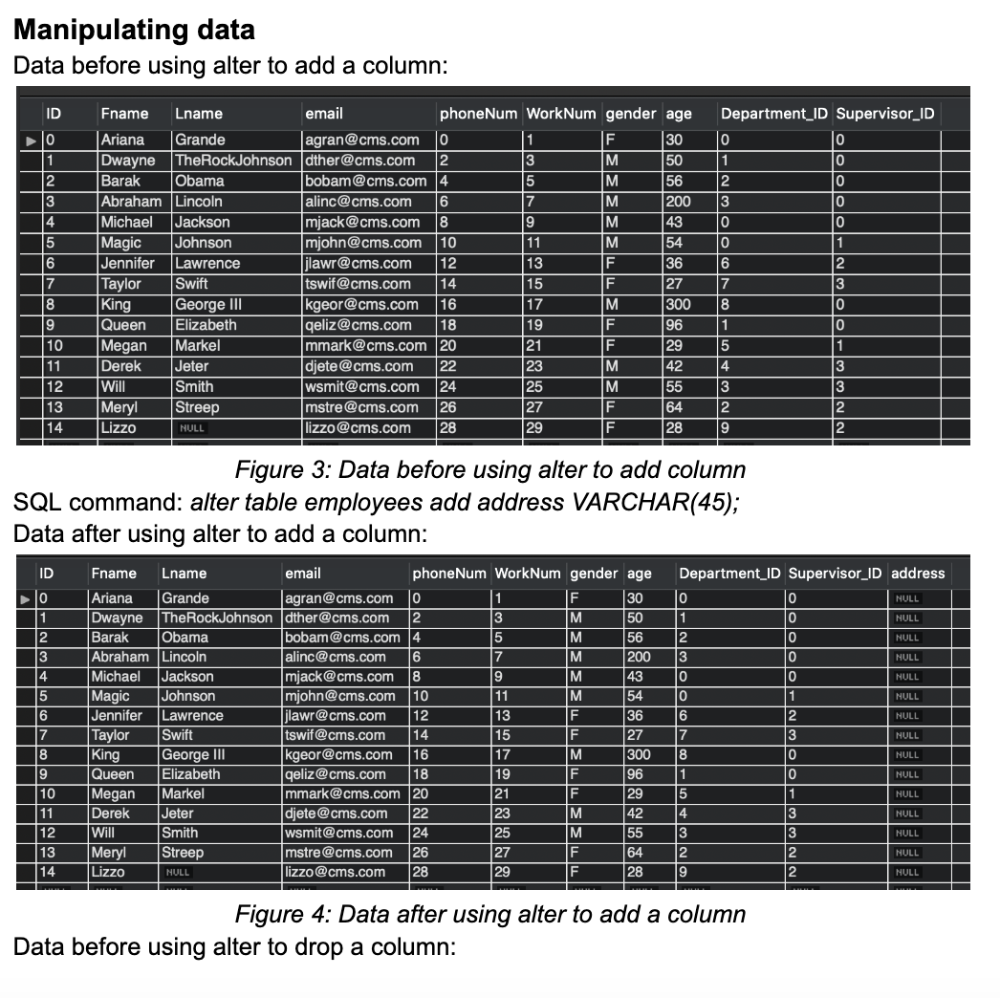 Manipulating data
Data before using alter to add a column:
ID Fname Lname email phoneNum WorkNum gender age Department_ID Supervisor_ID
0 Ariana Grande agran@cms.com 0 1 F 30 0 0
1 Dwayne TheRockJohnson dther@cms.com 2 3 M 50 1 0
2 Barak Obama bobam@cms.com 4 5 M 56 2 0
3 Abraham Lincoln alinc@cms.com 6 7 M 200 3 0
4 Michael Jackson mjack@cms.com 8 9 M 43 0 0
5 Magic Johnson mjohn@cms.com 10 11 M 54 0 1
6 Jennifer Lawrence jlawr@cms.com 12 13 F 36 6 2
7 Taylor Swift tswif@cms.com 14 15 F 27 7 3
8 King George III kgeor@cms.com 16 17 M 300 8 0
9 Queen Elizabeth qeliz@cms.com 18 19 F 96 1 0
10 Megan Markel mmark@cms.com 20 21 F 29 5 1
11 Derek Jeter djete@cms.com 22 23 M 42 4 3
12 Will Smith wsmit@cms.com 24 25 M 55 3 3
13 Meryl Streep mstre@cms.com 26 27 F 64 2 2
14 Lizzo NULL lizzo@cms.com 28 29 F 28 9 2
Figure 3: Data before using alter to add column
SQL command: alter table employees add address VARCHAR(45);
Data after using alter to add a column:
ID Fname Lname email phoneNum WorkNum gender age Department_ID Supervisor_ID address
0 Ariana Grande agran@cms.com 0 1 F 30 0 0 NULL
1 Dwayne TheRockJohnson dther@cms.com 2 3 M 50 1 0 NULL
2 Barak Obama bobam@cms.com 4 5 M 56 2 0 NULL
3 Abraham Lincoln alinc@cms.com 6 7 M 200 3 0 NULL
4 Michael Jackson mjack@cms.com 8 9 M 43 0 0 NULL
5 Magic Johnson mjohn@cms.com 10 11 M 54 0 1 NULL
6 Jennifer Lawrence jlawr@cms.com 12 13 F 36 6 2 NULL
7 Taylor Swift tswif@cms.com 14 15 F 27 7 3 NULL
8 King George III kgeor@cms.com 16 17 M 300 8 0 NULL
9 Queen Elizabeth qeliz@cms.com 18 19 F 96 1 0 NULL
10 Megan Markel mmark@cms.com 20 21 F 29 5 1 NULL
11 Derek Jeter djete@cms.com 22 23 M 42 4 3 NULL
12 Will Smith wsmit@cms.com 24 25 M 55 3 3 NULL
13 Meryl Streep mstre@cms.com 26 27 F 64 2 2 NULL
14 Lizzo NULL lizzo@cms.com 28 29 F 28 9 2 NULL
Figure 4: Data after using alter to add a column
Data before using alter to drop a column: